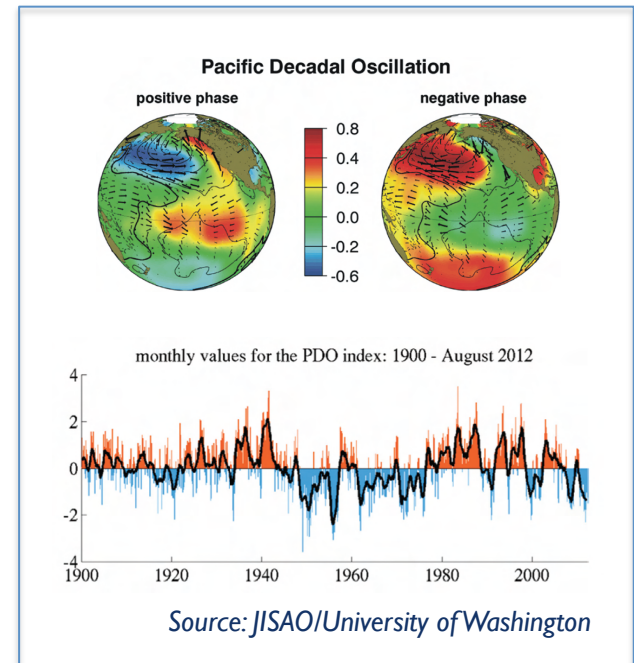 Pacific Decadal Oscillation
positive phase
negative phase
0.8
0.4
0.2
0.0
-0.2
-0.6
monthly values for the PDO index: 1900 - August 2012
4
2
0
-2
-4
1900 1920 1940 1960 1980 2000
Source: JISAO/University of Washington